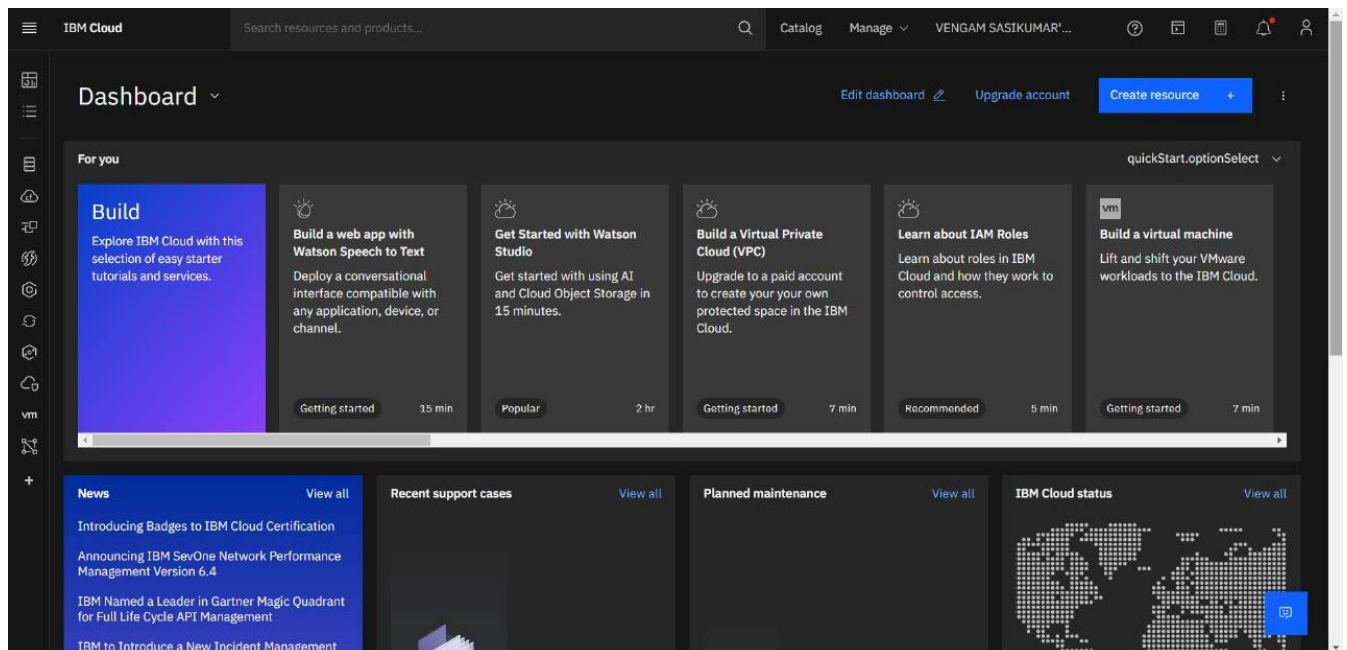 IBM Cloud
Search resources and products...
Catalog
Manage
VENGAM SASIKUMAR'...
Dashboard
Edit dashboard
Upgrade account
Create resource +
For you
quickStart.optionSelect
Build
Explore IBM Cloud with this
selection of easy starter
tutorials and services.
Build a web app with
Watson Speech to Text
Deploy a conversational
interface compatible with
any application, device, or
channel.
Getting started
15 min
Get Started with Watson
Studio
Get started with using AI
and Cloud Object Storage in
15 minutes.
Popular
2 hr
Build a Virtual Private
Cloud (VPC)
Upgrade to a paid account
to create your your own
protected space in the IBM
Cloud.
Getting started
7 min
Learn about IAM Roles
Learn about roles in IBM
Cloud and how they work to
control access.
Recommended
5 min
vm
Build a virtual machine
Lift and shift your VMware
workloads to the IBM Cloud.
Getting started
7 min
vm
+
News
View all
Introducing Badges to IBM Cloud Certification
Announcing IBM SevOne Network Performance
Management Version 6.4
IBM Named a Leader in Gartner Magic Quadrant
for Full Life Cycle API Management
IBM to Introduce a New Incident Management
Recent support cases
View all
Planned maintenance
View all
IBM Cloud status
View all